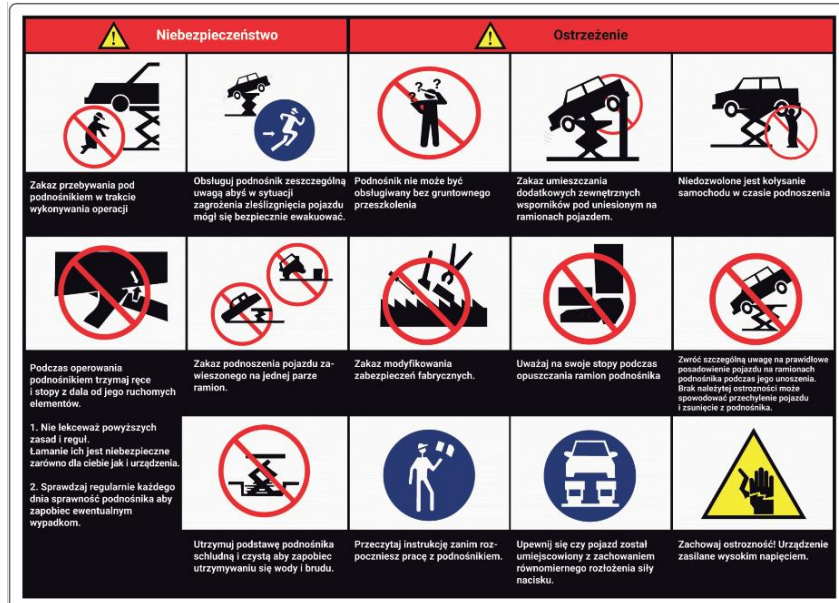 Niebezpieczeństwo
Ostrzeżenie
Zakaz przebywania pod
podnośnikiem w trakcie
wykonywania operacji
Obsługuj podnośnik zeszczególną
uwagą abyś w sytuacji
zagrożenia ześlizgnięcia pojazdu
mógł się bezpiecznie ewakuować.
Podnośnik nie może być
obsługiwany bez gruntownego
przeszkolenia
Zakaz umieszczania
dodatkowych zewnętrznych
wsporników pod uniesionym na
ramionach pojazdem.
Niedozwolone jest kołysanie
samochodu w czasie podnoszenia
Podczas operowania
podnośnikiem trzymaj ręce
i stopy z dala od jego ruchomych
elementów.
1. Nie lekceważ powyższych
zasad i reguł.
Łamanie ich jest niebezpieczne
zarówno dla ciebie jak i urządzenia.
2. Sprawdzaj regularnie każdego
dnia sprawność podnośnika aby
zapobiec ewentualnym
wypadkom.
Zakaz podnoszenia pojazdu za-
wieszonego na jednej parze
ramion.
Zakaz modyfikowania
zabezpieczeń fabrycznych.
Uważaj na swoje stopy podczas
opuszczania ramion podnośnika
Zwróć szczególną uwagę na prawidłowe
posadowienie pojazdu na ramionach
podnośnika podczas jego unoszenia.
Brak należytej ostrozności może
spowodować przechylenie pojazdu
i zsunięcie z podnośnika.
Utrzymuj podstawę podnośnika
schludną i czystą aby zapobiec
utrzymywaniu się wody i brudu.
Przeczytaj instrukcję zanim roz-
poczniesz pracę z podnośnikiem.
Upewnij się czy pojazd został
umiejscowiony z zachowaniem
równomiernego rozłożenia siły
nacisku.
Zachowaj ostrozność! Urządzenie
zasilane wysokim napięciem.